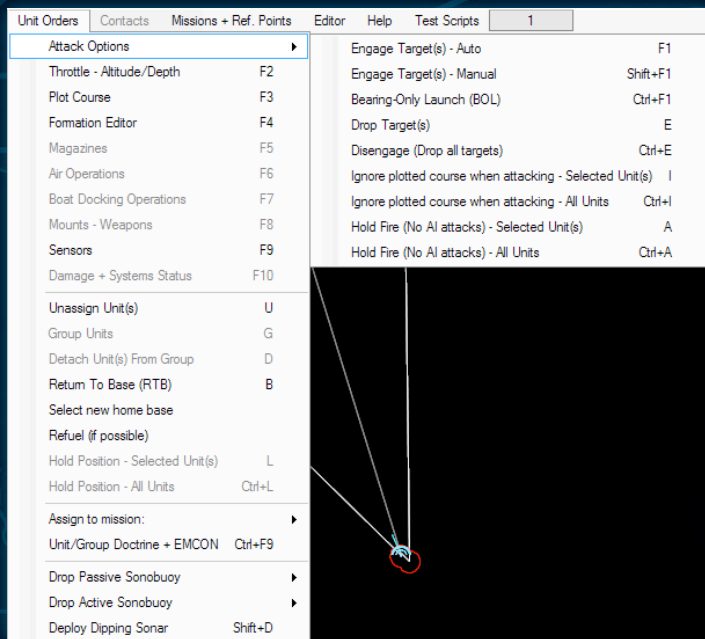 Unit Orders Contacts Missions + Ref. Points Editor Help Test Scripts 1
Attack Options
Throttle - Altitude/Depth F2
Plot Course F3
Formation Editor F4
Magazines F5
Air Operations F6
Boat Docking Operations F7
Mounts - Weapons F8
Sensors F9
Damage + Systems Status F10
Unassign Unit(s) U
Group Units G
Detach Unit(s) From Group D
Return To Base (RTB) B
Select new home base
Refuel (if possible)
Hold Position - Selected Unit(s) L
Hold Position - All Units Ctrl+L
Assign to mission:
Unit/Group Doctrine + EMCON Ctrl+F9
Drop Passive Sonobuoy
Drop Active Sonobuoy
Deploy Dipping Sonar Shift+D
Engage Target(s) - Auto F1
Engage Target(s) - Manual Shift+F1
Bearing-Only Launch (BOL) Ctrl+F1
Drop Target(s) E
Disengage (Drop all targets) Ctrl+E
Ignore plotted course when attacking - Selected Unit(s) I
Ignore plotted course when attacking - All Units Ctrl+I
Hold Fire (No AI attacks) - Selected Unit(s) A
Hold Fire (No AI attacks) - All Units Ctrl+A